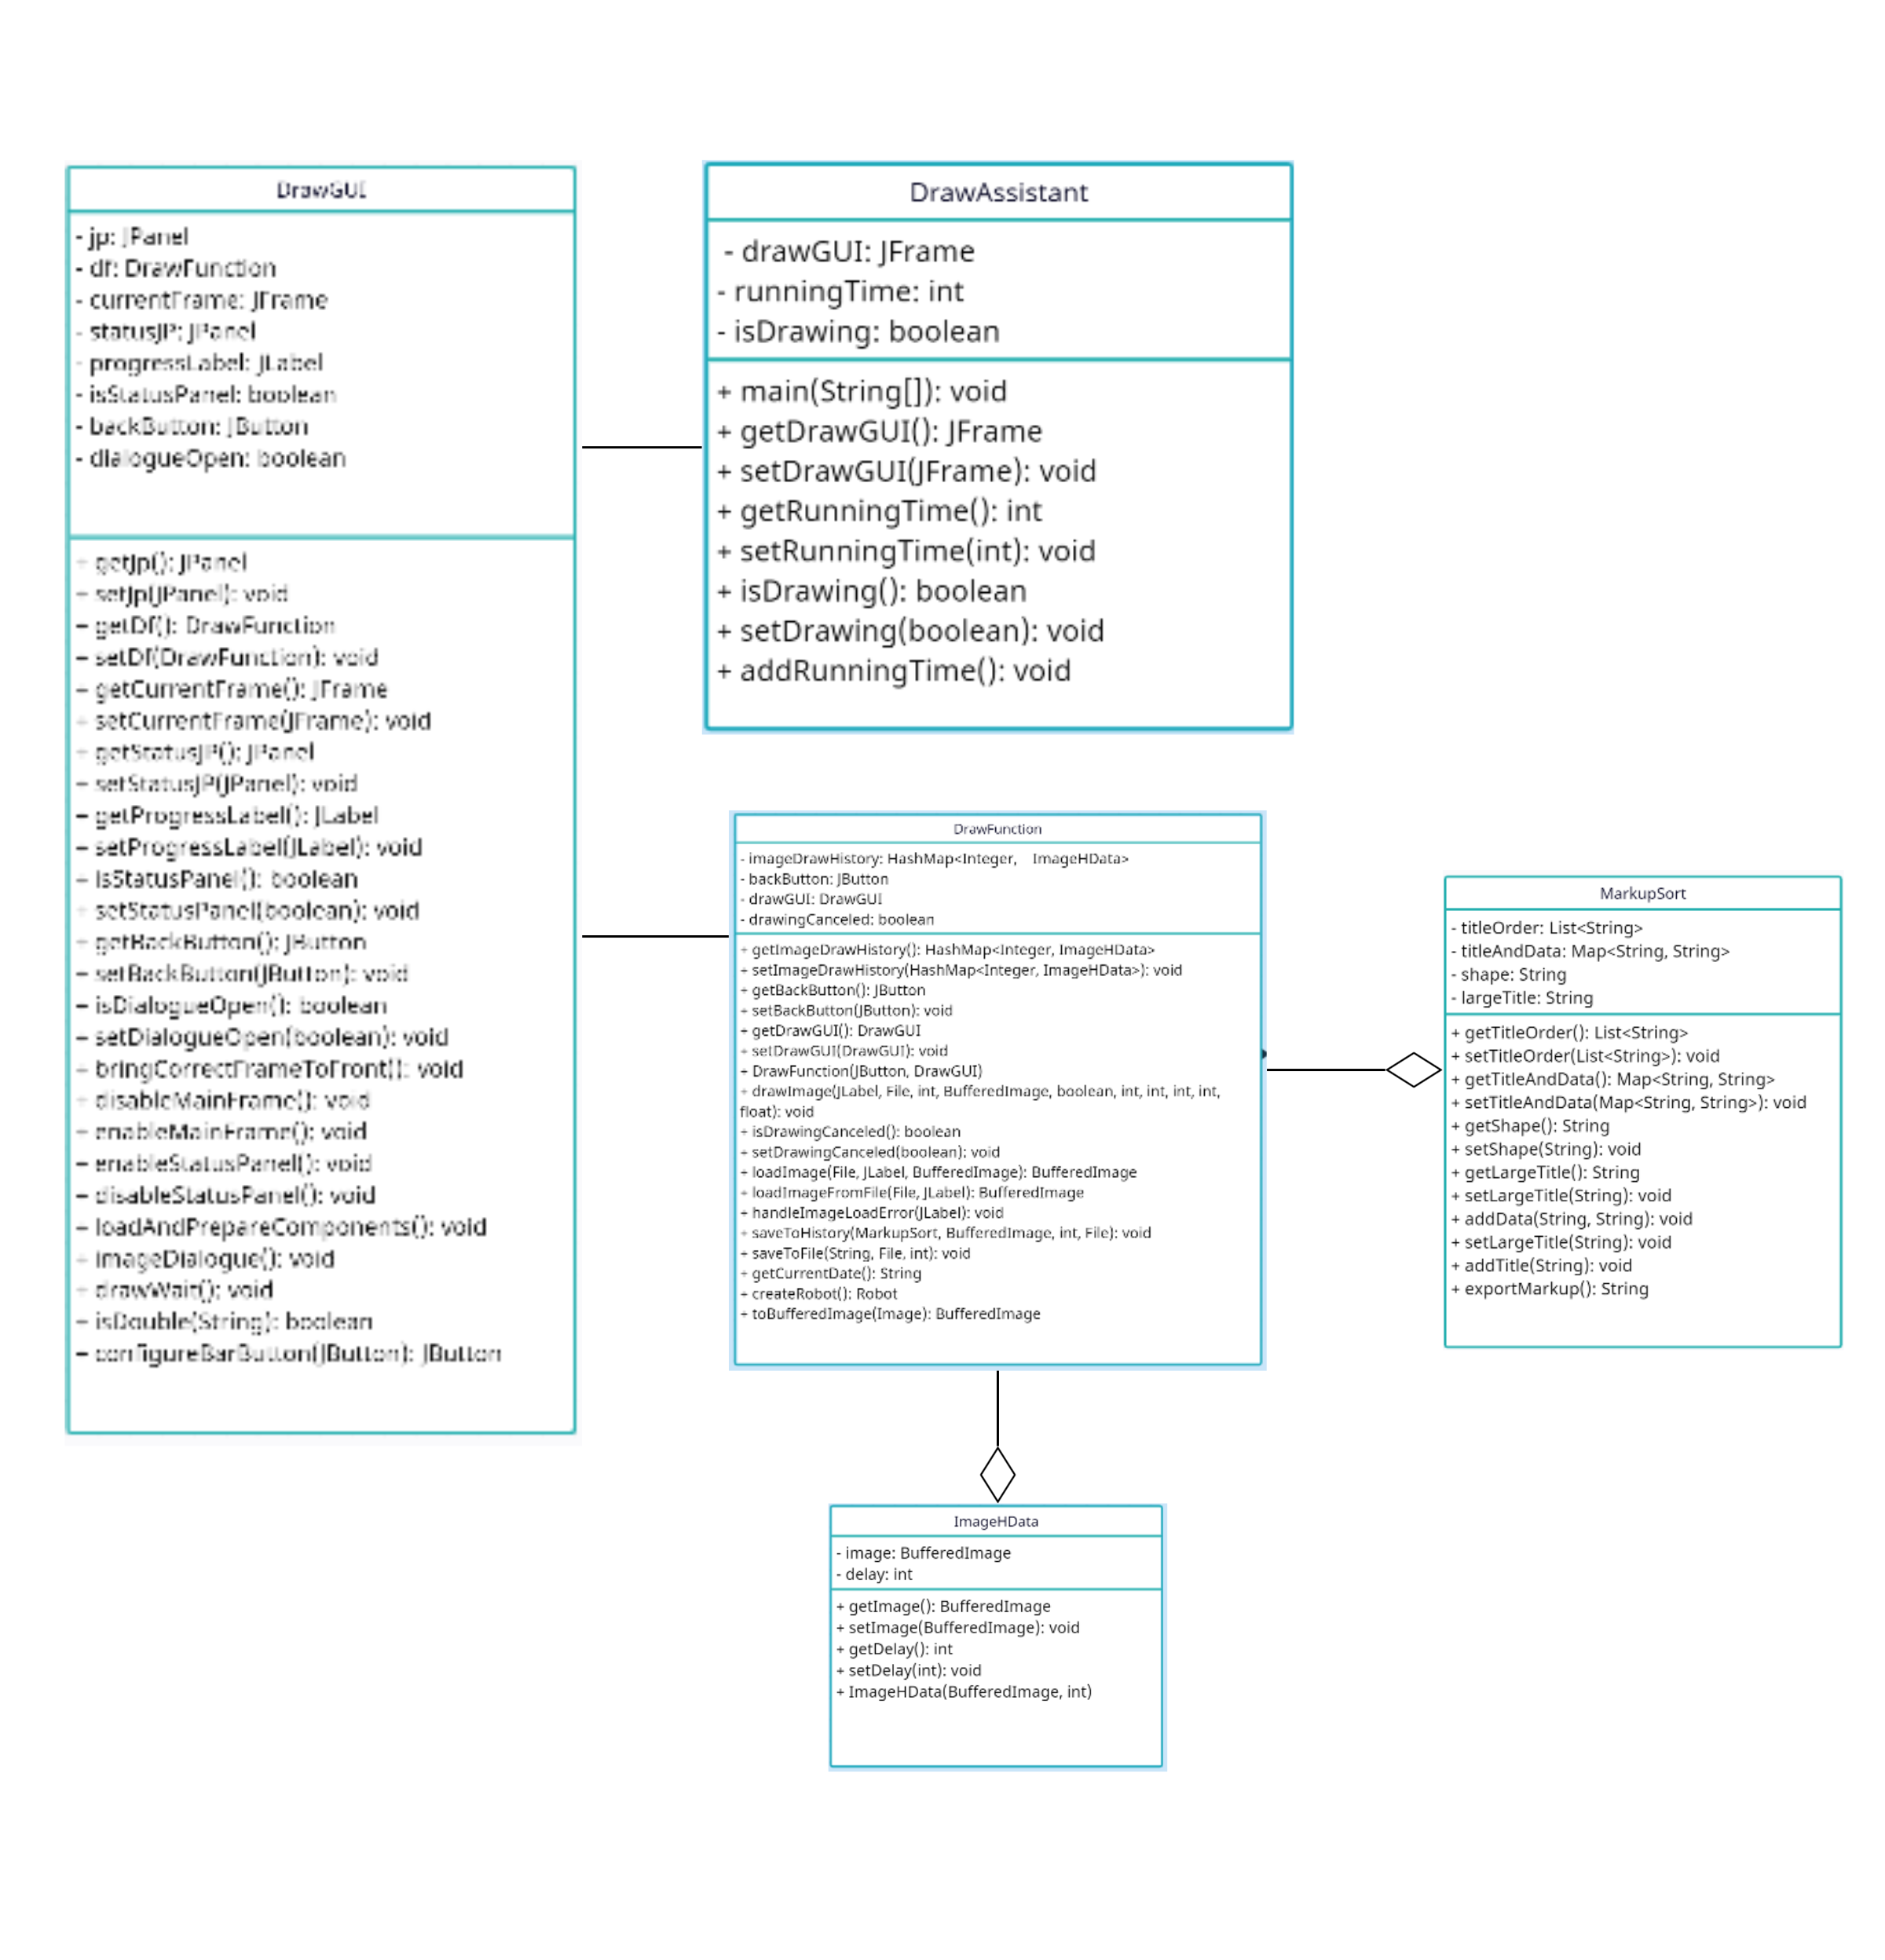 DrawGUI
- jp: JPanel
- df: DrawFunction
- currentFrame: JFrame
- statusJP: JPanel
- progressLabel: JLabel
- isStatusPanel: boolean
- backButton: JButton
- dialogueOpen: boolean
+ getJp(): JPanel
+ setJp(JPanel): void
+ getDf(): DrawFunction
+ setDf(DrawFunction): void
+ getCurrentFrame(): JFrame
+ setCurrentFrame(JFrame): void
+ getStatusJP(): JPanel
+ setStatusJP(JPanel): void
+ getProgressLabel(): JLabel
+ setProgressLabel(JLabel): void
+ isStatusPanel(): boolean
+ setStatusPanel(boolean): void
+ getBackButton(): JButton
+ setBackButton(JButton): void
+ isDialogueOpen(): boolean
+ setDialogueOpen(boolean): void
+ bringCorrectFrameToFront(): void
+ disableMainFrame(): void
+ enableMainFrame(): void
+ enableStatusPanel(): void
+ disableStatusPanel(): void
+ loadAndPrepareComponents(): void
+ imageDialogue(): void
+ drawWait(): void
+ isDouble(String): boolean
+ configureBarButton(JButton): JButton
DrawAssistant
- drawGUI: JFrame
- runningTime: int
- isDrawing: boolean
+ main(String[]): void
+ getDrawGUI(): JFrame
+ setDrawGUI(JFrame): void
+ getRunningTime(): int
+ setRunningTime(int): void
+ isDrawing(): boolean
+ setDrawing(boolean): void
+ addRunningTime(): void
DrawFunction
- imageDrawHistory: HashMap<Integer, ImageHData>
- backButton: JButton
- drawGUI: DrawGUI
- drawingCanceled: boolean
+ getImageDrawHistory(): HashMap<Integer, ImageHData>
+ setImageDrawHistory(HashMap<Integer, ImageHData>): void
+ getBackButton(): JButton
+ setBackButton(JButton): void
+ getDrawGUI(): DrawGUI
+ setDrawGUI(DrawGUI): void
+ DrawFunction(JButton, DrawGUI)
+ drawImage(JLabel, File, int, BufferedImage, boolean, int, int, int, int,
float): void
+ isDrawingCanceled(): boolean
+ setDrawingCanceled(boolean): void
+ loadImage(File, JLabel, BufferedImage): BufferedImage
+ loadImageFromFile(File, JLabel): BufferedImage
+ handleImageLoadError(JLabel): void
+ saveToHistory(MarkupSort, BufferedImage, int, File): void
+ saveToFile(String, File, int): void
+ getCurrentDate(): String
+ createRobot(): Robot
+ toBufferedImage(Image): BufferedImage
MarkupSort
- titleOrder: List<String>
- titleAndData: Map<String, String>
- shape: String
- largeTitle: String
+ getTitleOrder(): List<String>
+ setTitleOrder(List<String>): void
+ getTitleAndData(): Map<String, String>
+ setTitleAndData(Map<String, String>): void
+ getShape(): String
+ setShape(String): void
+ getLargeTitle(): String
+ setLargeTitle(String): void
+ addData(String, String): void
+ setLargeTitle(String): void
+ addTitle(String): void
+ exportMarkup(): String
ImageHData
- image: BufferedImage
- delay: int
+ getImage(): BufferedImage
+ setImage(BufferedImage): void
+ getDelay(): int
+ setDelay(int): void
+ ImageHData(BufferedImage, int)